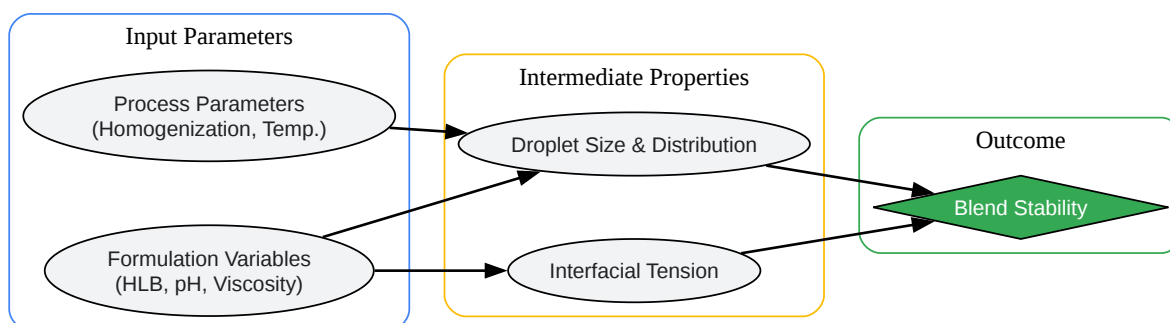 Input Parameters
Process Parameters
(Homogenization, Temp.)
Formulation Variables
(HLB, pH, Viscosity)
Intermediate Properties
Droplet Size & Distribution
Interfacial Tension
Outcome
Blend Stability